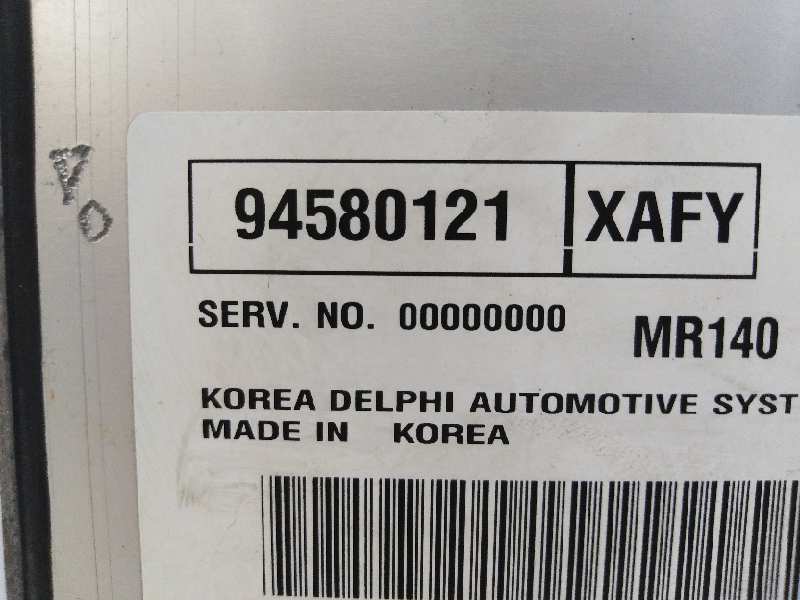 94580121 XAFY
SERV. NO. 00000000 MR140
KOREA DELPHI AUTOMOTIVE SYST
MADE IN KOREA